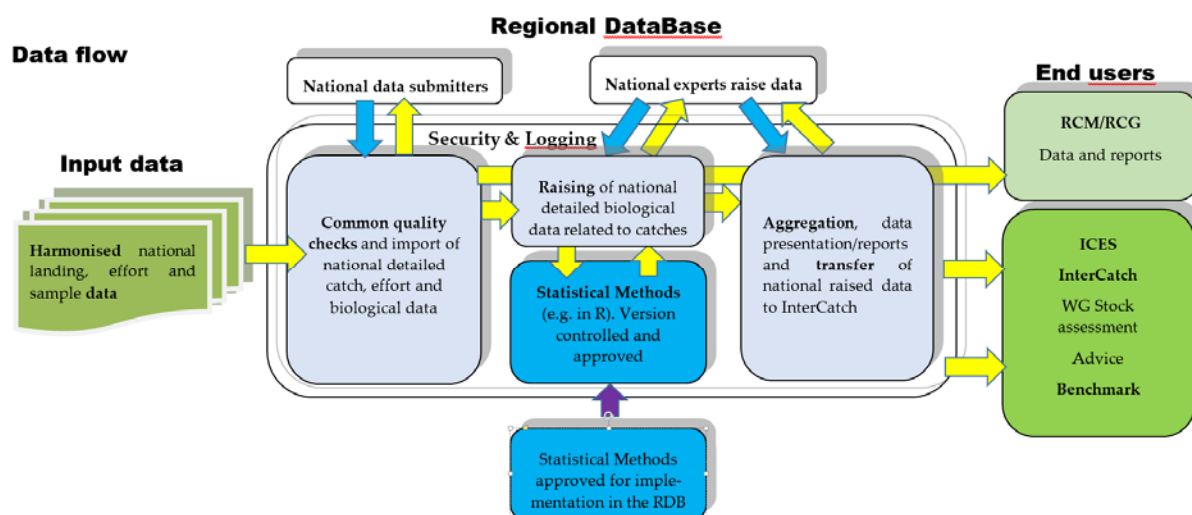 Regional DataBase
Data flow
National data submitters
National experts raise data
End users
Security & Logging
Input data
Harmonised national
landing, effort and
sample data
Common quality
checks and import of
national detailed
catch, effort and
biological data
Raising of national
detailed biological
data related to catches
Statistical Methods
(e.g. in R). Version
controlled and
approved
Aggregation, data
presentation/reports
and transfer of
national raised data
to InterCatch
RCM/RCG
Data and reports
ICES
InterCatch
WG Stock
assessment
Advice
Benchmark
Statistical Methods
approved for imple-
mentation in the RDB